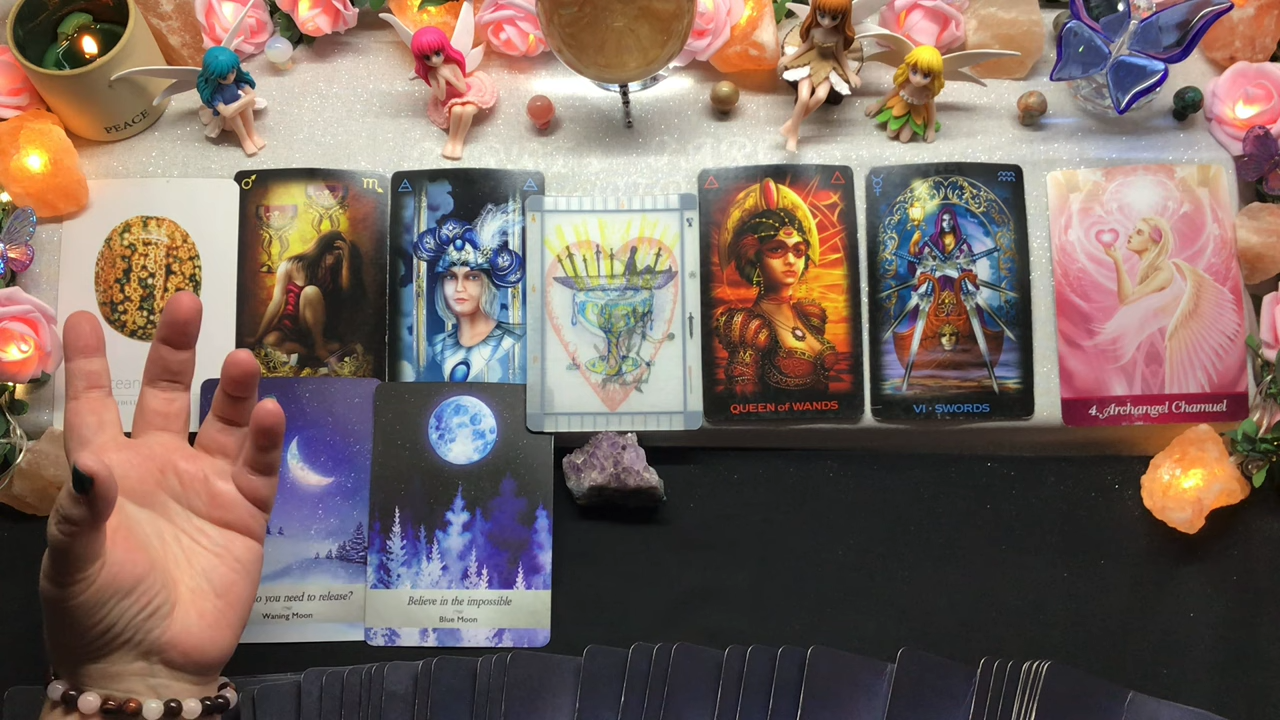 PEACE
QUEEN of WANDS
VI · SWORDS
4. Archangel Chamuel
o you need to release?
Waning Moon
Believe in the impossible
Blue Moon